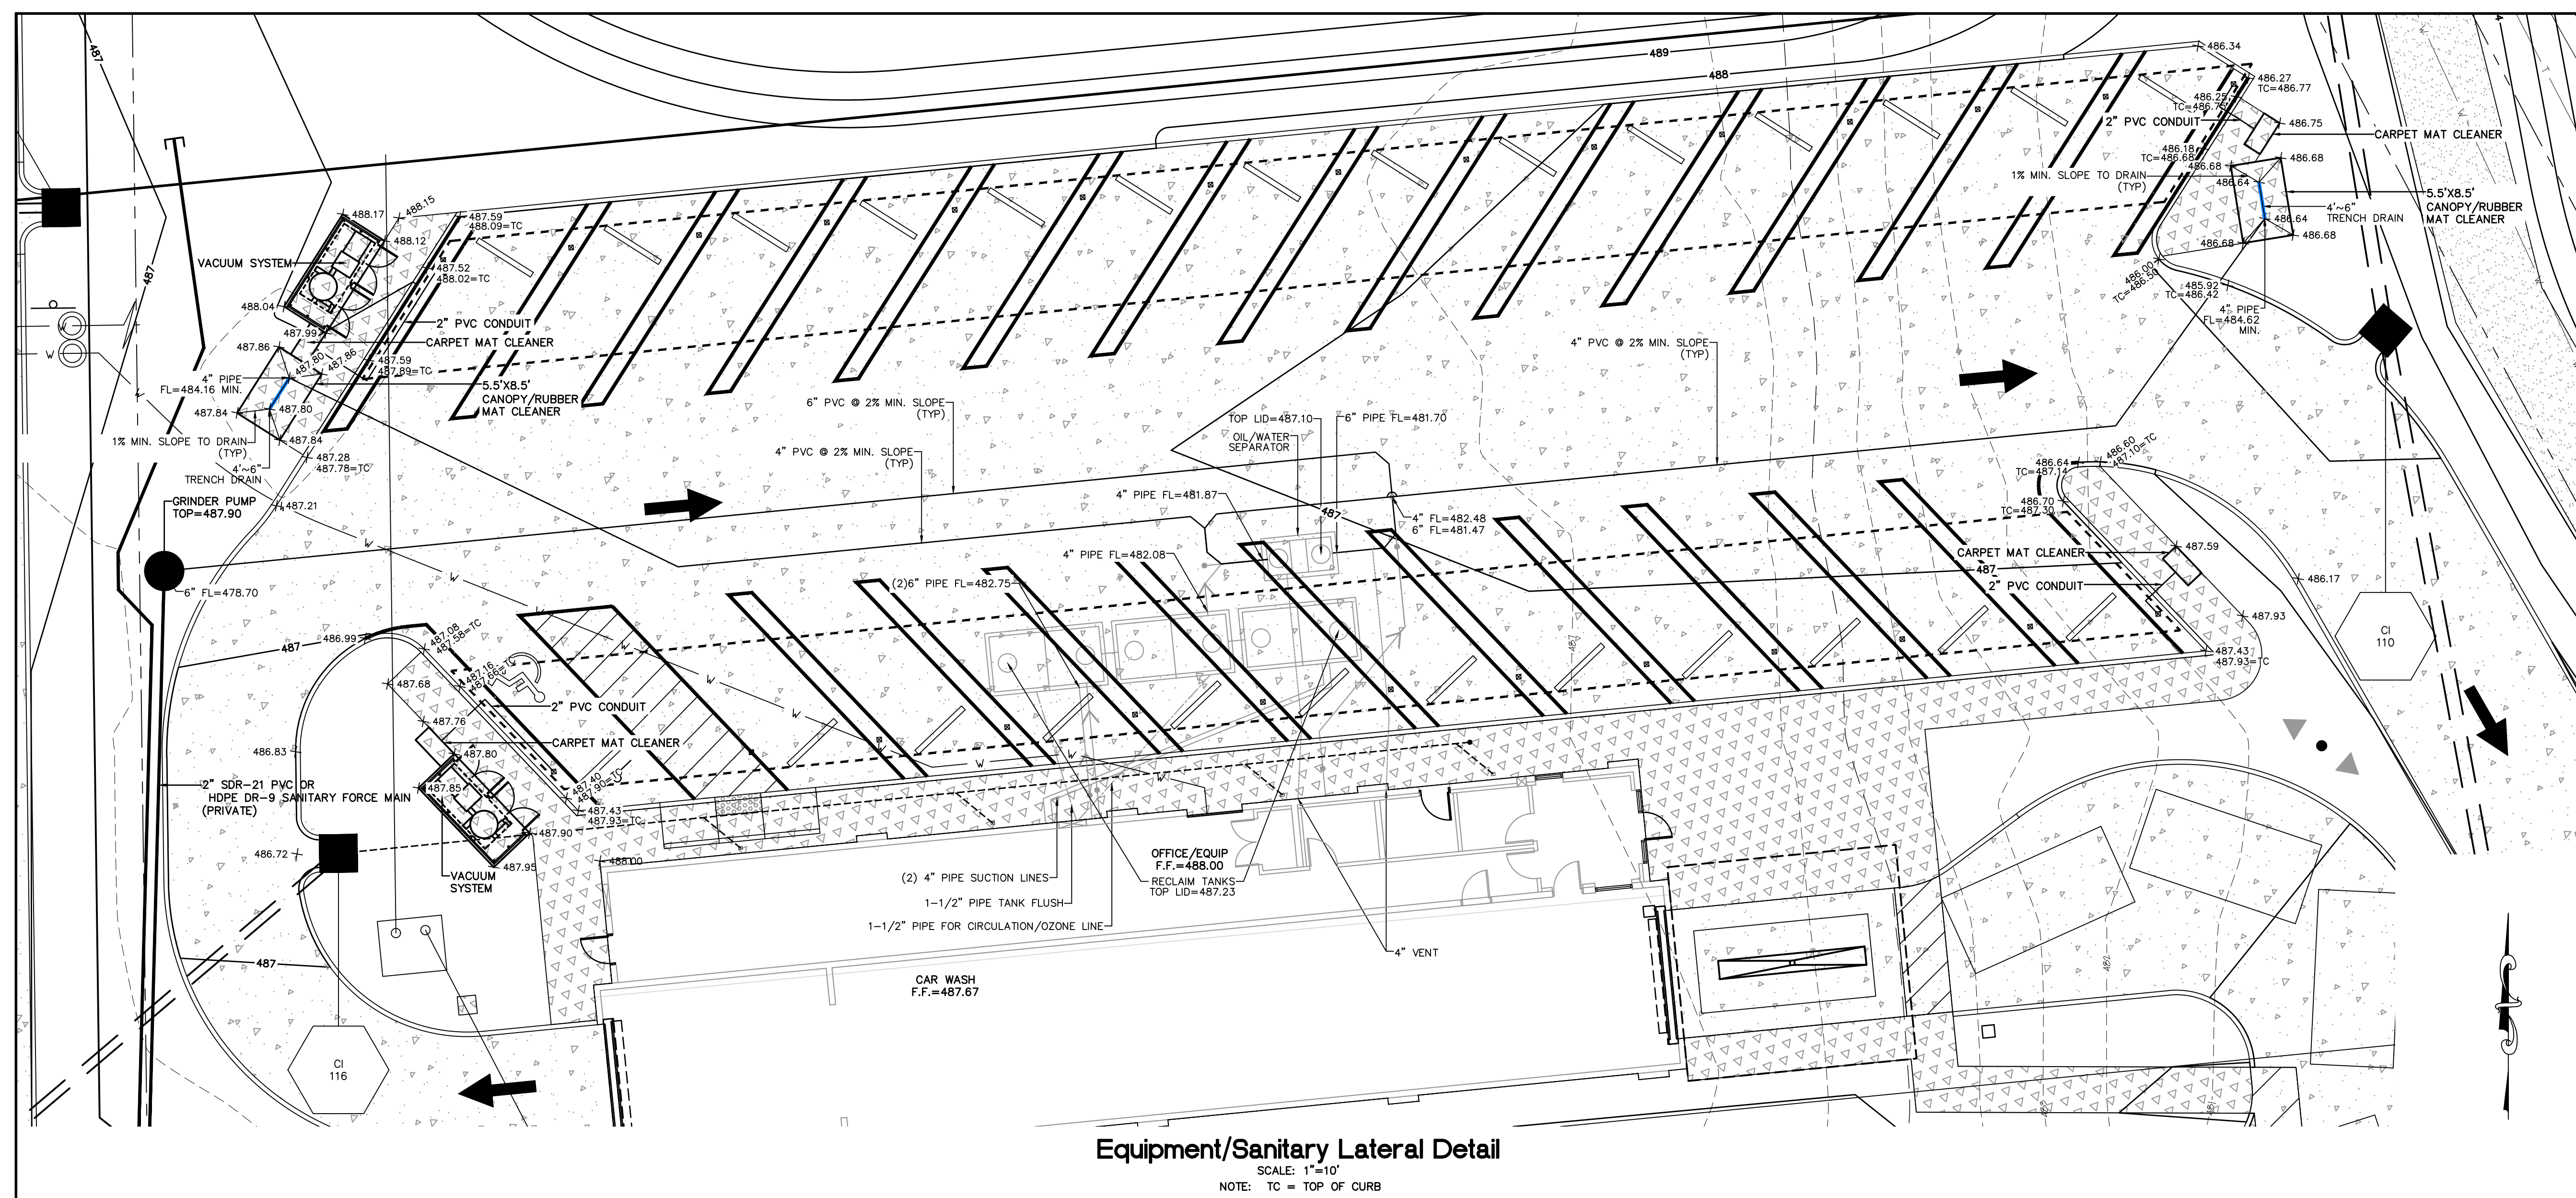 487
489
488
486.34
486.27
TC=486.77
486.25
TC=486.75
2" PVC CONDUIT
486.75
CARPET MAT CLEANER
486.18
TC=486.68
486.68
486.68
1% MIN. SLOPE TO DRAIN
(TYP)
486.64
5.5'X8.5'
CANOPY/RUBBER
MAT CLEANER
4'~6"
TRENCH DRAIN
486.64
486.68
486.68
486.00
TC=486.50
485.92
TC=486.42
4" PIPE
FL=484.62
MIN.
488.17
488.15
487.59
488.09=TC
488.12
VACUUM SYSTEM
487.52
488.02=TC
487
488.04
2" PVC CONDUIT
487.99
CARPET MAT CLEANER
487.86
487.80
487.86
487.59
487.89=TC
4" PIPE
FL=484.16 MIN.
5.5'X8.5'
CANOPY/RUBBER
MAT CLEANER
487.84
487.80
1% MIN. SLOPE TO DRAIN
(TYP)
487.84
487.28
487.78=TC
4'~6"
TRENCH DRAIN
W
W
W
4" PVC @ 2% MIN. SLOPE
(TYP)
6" PVC @ 2% MIN. SLOPE
(TYP)
4" PVC @ 2% MIN. SLOPE
(TYP)
TOP LID=487.10
6" PIPE FL=481.70
OIL/WATER
SEPARATOR
GRINDER PUMP
TOP=487.90
487.21
4" PIPE FL=481.87
487
4" FL=482.48
6" FL=481.47
486.64
TC=487.14
486.60
487.10=TC
486.70
TC=487.30
4" PIPE FL=482.08
(2)6" PIPE FL=482.75
6" FL=478.70
CARPET MAT CLEANER
487.59
487
2" PVC CONDUIT
486.17
487.93
487.43
487.93=TC
CI
110
W
W
W
W
W
W
W
W
W
486.99
487
487.08
487.58=TC
487.16
487.66=TC
487.68
2" PVC CONDUIT
487.76
CARPET MAT CLEANER
486.83
487.80
487.85
487.40
487.90=TC
487.43
487.93=TC
2" SDR-21 PVC OR
HDPE DR-9 SANITARY FORCE MAIN
(PRIVATE)
487.90
486.72
487.95
488.00
VACUUM
SYSTEM
487
OFFICE/EQUIP
F.F.=488.00
RECLAIM TANKS
TOP LID=487.23
(2) 4" PIPE SUCTION LINES
1-1/2" PIPE TANK FLUSH
1-1/2" PIPE FOR CIRCULATION/OZONE LINE
4" VENT
CAR WASH
F.F.=487.67
CI
116
Equipment/Sanitary Lateral Detail
SCALE: 1"=10'
NOTE: TC = TOP OF CURB